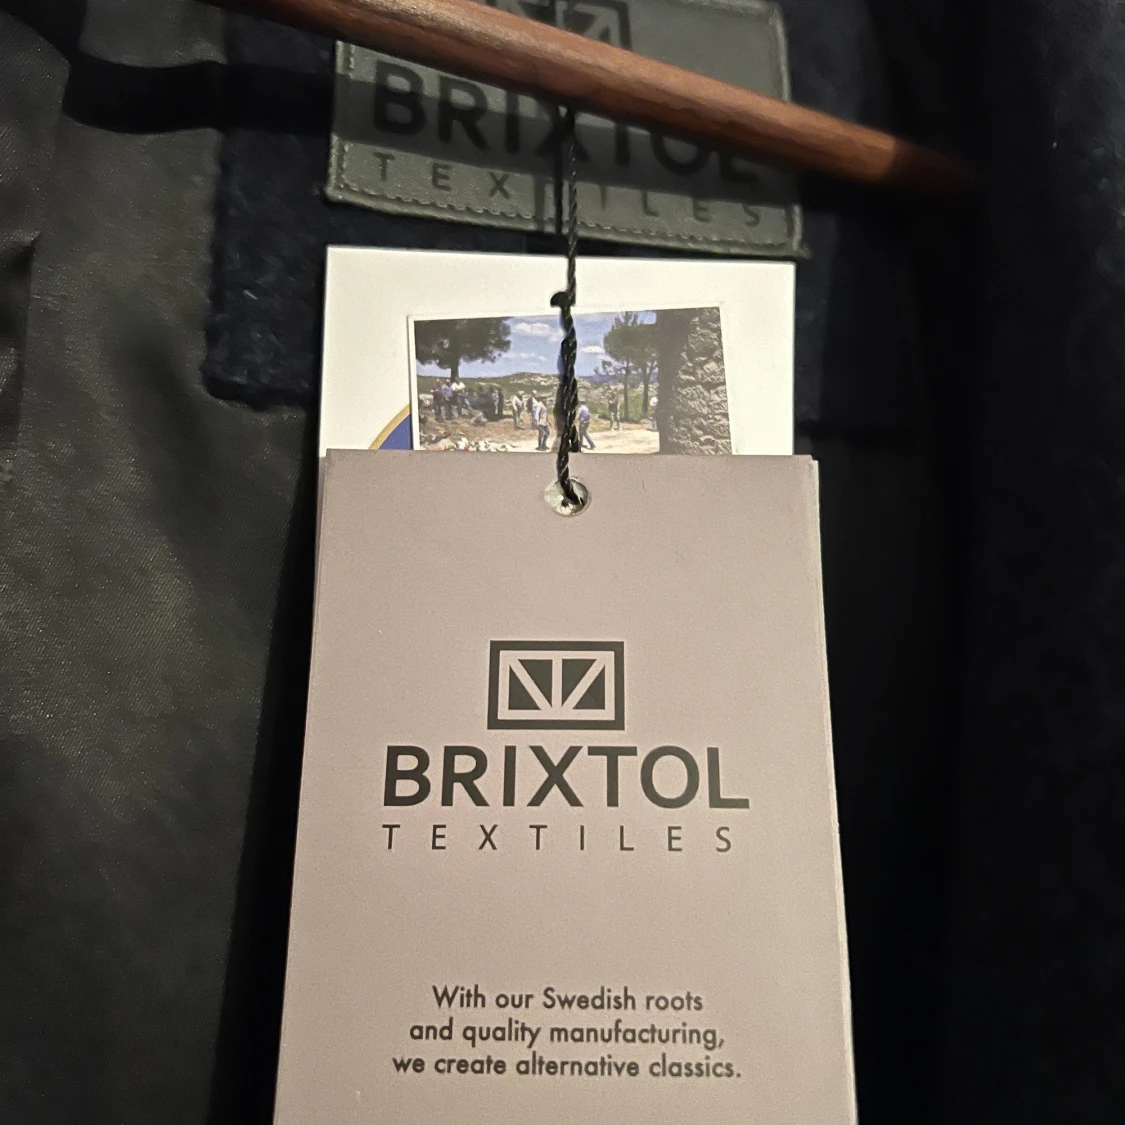 BRIXTOL
TEXTILES
BRIXTOL
TEXTILES
With our Swedish roots
and quality manufacturing,
we create alternative classics.